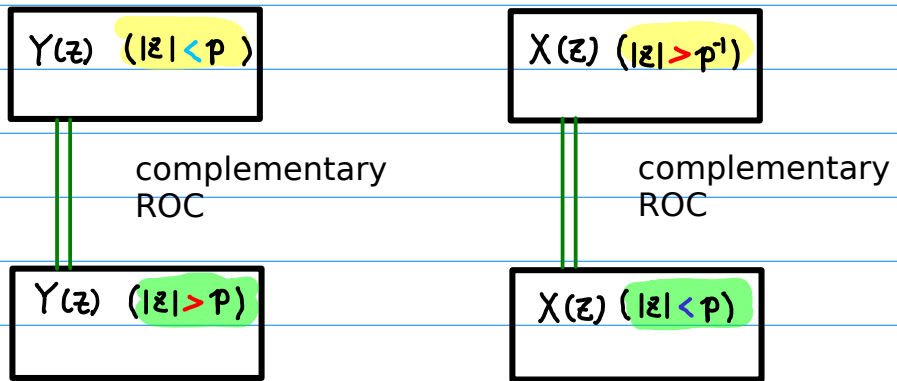 Y(z) (|z| < p)
X(z) (|z| > p⁻¹)
complementary
ROC
complementary
ROC
Y(z) (|z| > p)
X(z) (|z| < p)